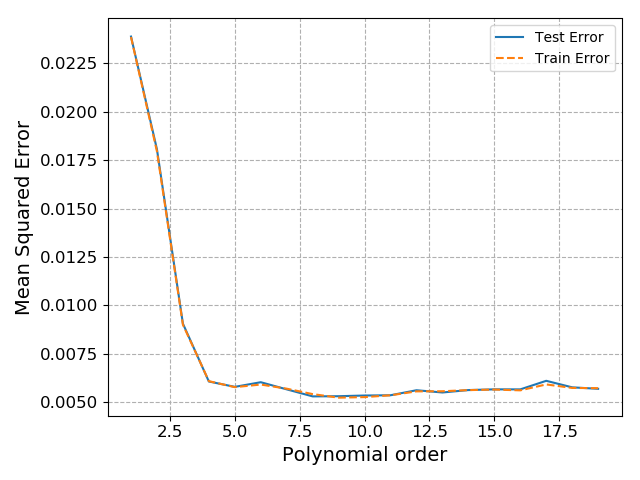 Test Error
Train Error
0.0225
0.0200
0.0175
0.0150
0.0125
0.0100
0.0075
0.0050
Mean Squared Error
2.5 5.0 7.5 10.0 12.5 15.0 17.5
Polynomial order